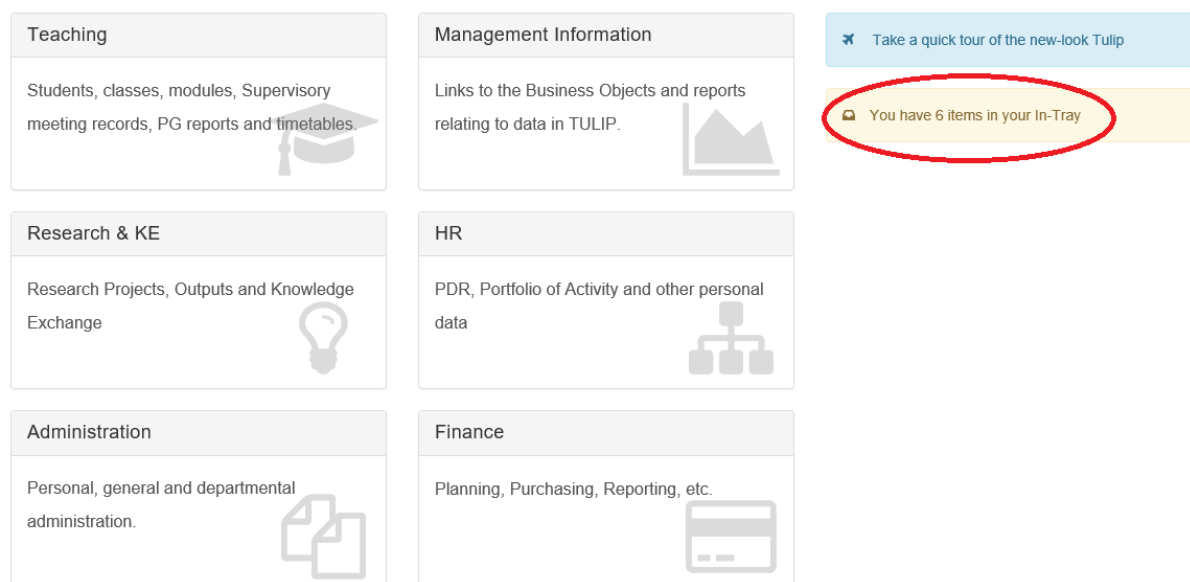 Teaching
Students, classes, modules, Supervisory
meeting records, PG reports and timetables.
Management Information
Links to the Business Objects and reports
relating to data in TULIP.
Take a quick tour of the new-look Tulip
You have 6 items in your In-Tray
Research & KE
Research Projects, Outputs and Knowledge
Exchange
HR
PDR, Portfolio of Activity and other personal
data
Administration
Personal, general and departmental
administration.
Finance
Planning, Purchasing, Reporting, etc.